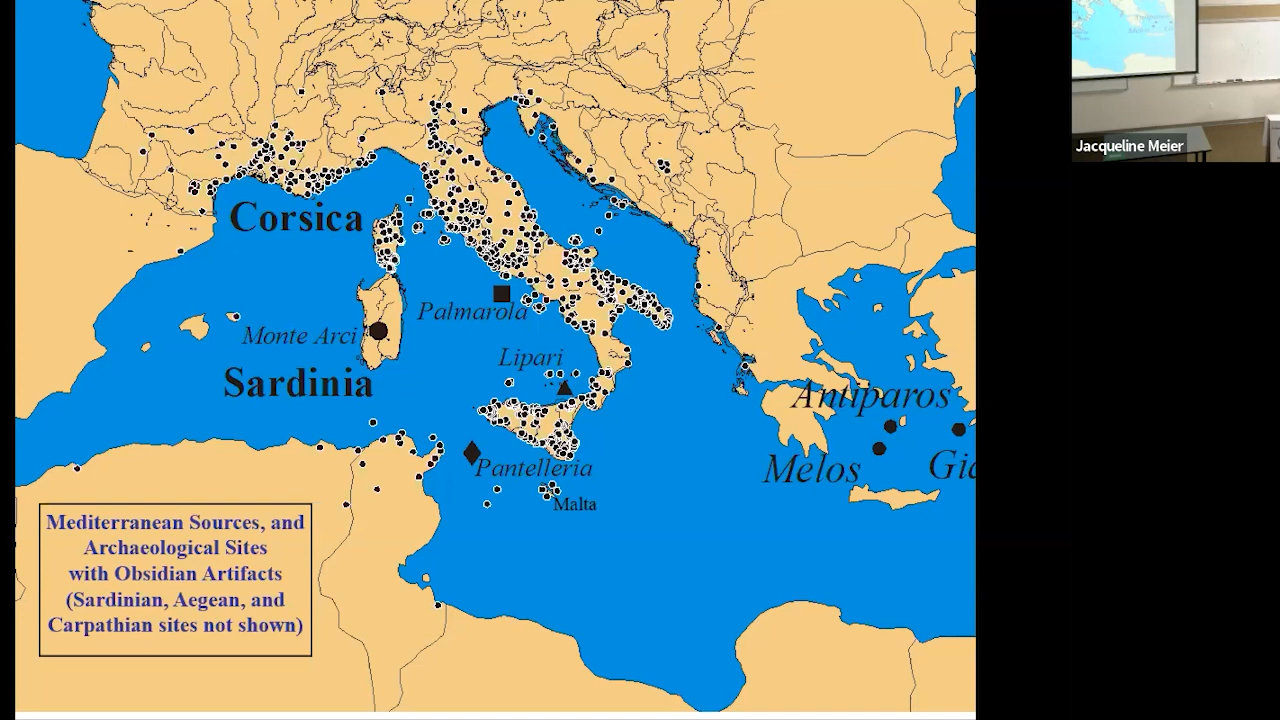 Jacqueline Meier
Corsica
Palmarola
Monte Arci
Lipari
Sardinia
Antiparos
Melos
Gia
Pantelleria
Malta
Mediterranean Sources, and
Archaeological Sites
with Obsidian Artifacts
(Sardinian, Aegean, and
Carpathian sites not shown)